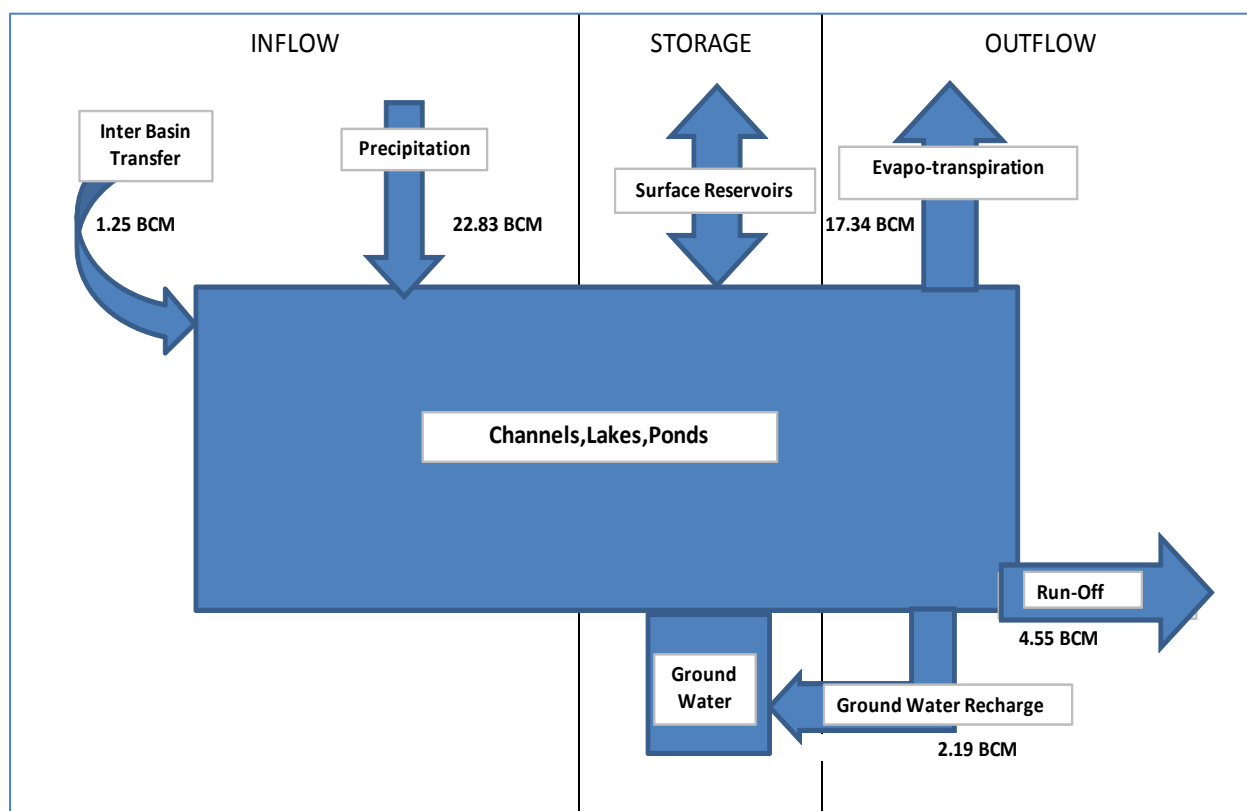 INFLOW
STORAGE
OUTFLOW
Inter Basin
Transfer
Precipitation
Surface Reservoirs
Evapo-transpiration
1.25 BCM
22.83 BCM
17.34 BCM
Channels,Lakes,Ponds
Run-Off
4.55 BCM
Ground
Water
Ground Water Recharge
2.19 BCM